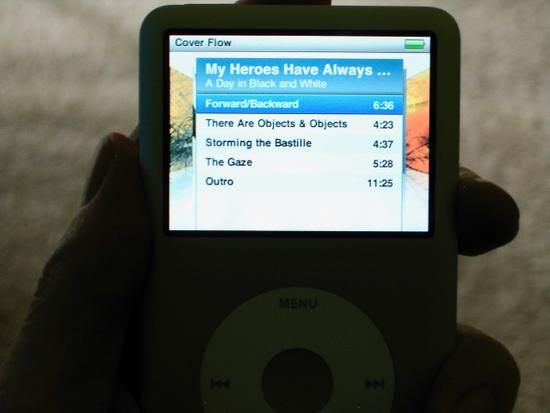 Cover Flow
My Heroes Have Always ...
A Day in Black and White
Forward/Backward 6:36
There Are Objects & Objects 4:23
Storming the Bastille 4:37
The Gaze 5:28
Outro 11:25
MENU